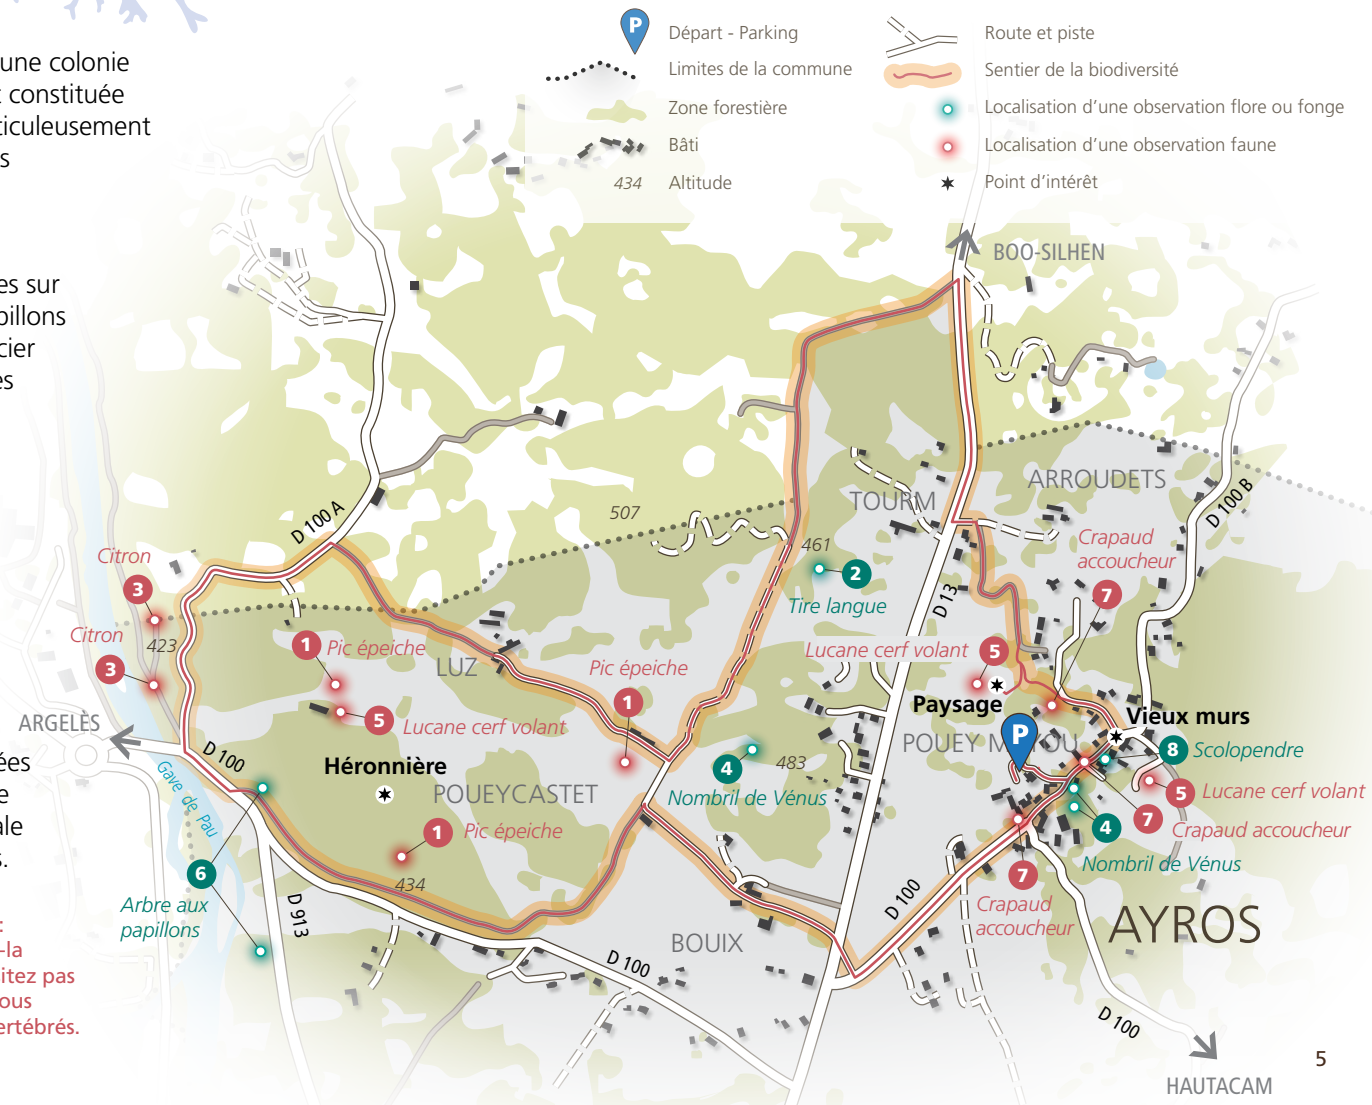 une colonie
constituée
ticuleusement
s
es sur
pillons
cier
es
ées
e
ale
s.
:
-la
itez pas
ous
ertébrés.
P
Départ - Parking
Limites de la commune
Zone forestière
Bâti
434 Altitude
Route et piste
Sentier de la biodiversité
Localisation d'une observation flore ou fonge
Localisation d'une observation faune
Point d'intérêt
BOO-SILHEN
ARROUDETS
TOURM
D 100 B
D 100 A
507
461
Citron
3
Crapaud
accoucheur
7
2
Tire langue
D 13
Citron
3
423
1
Pic épeiche
LUZ
Pic épeiche
1
Lucane cerf volant
5
5
Lucane cerf volant
Paysage
Vieux murs
ARGELÈS
D 100
Gave de Pau
Héronnière
POUEYCASTET
4
483
Nombril de Vénus
POUEY MAYOU
P
8
Scolopendre
5
Lucane cerf volant
7
Crapaud accoucheur
4
Nombril de Vénus
1
Pic épeiche
434
6
Arbre aux
papillons
D 913
7
Crapaud
accoucheur
D 100
AYROS
BOUIX
D 100
D 100
HAUTACAM
5